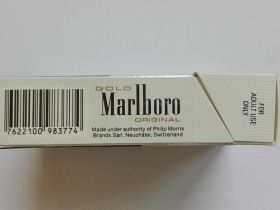 GOLD
Marlboro
ORIGINAL
Made under authority of Philip Morris
Brands Sàrl, Neuchâtel, Switzerland
7622100 983774
FOR
ADULT USE
ONLY